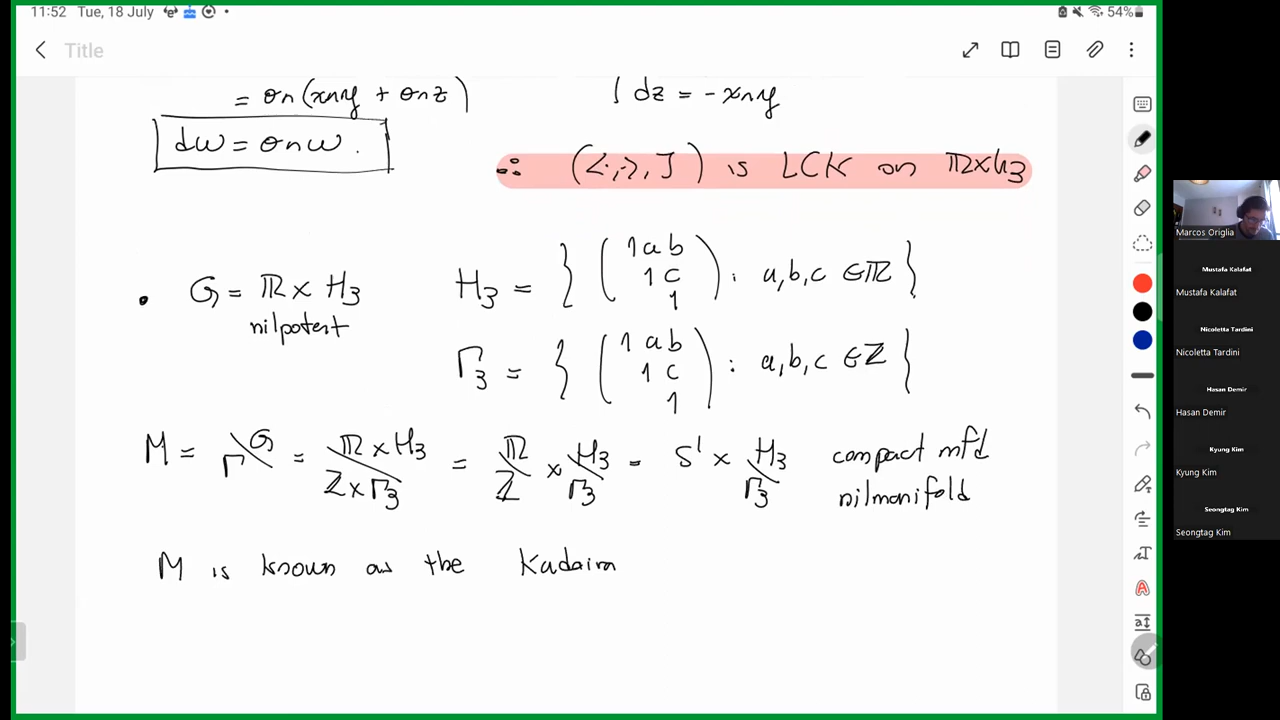 11:52 Tue, 18 July
54%
Title
= θ∧(x∧y + θ∧z)
dz = -x∧y
dω = θ∧ω.
∴ (<·,·>, J) is LCK on ℝ×h₃
• G = ℝ × H₃
nilpotent
H₃ = { ( 1 a b
1 c
1 ) : a,b,c ∈ ℝ }
Γ₃ = { ( 1 a b
1 c
1 ) : a,b,c ∈ ℤ }
M = Γ\G = ℤ×Γ₃\ℝ×H₃ = ℤ\ℝ × Γ₃\H₃ = S¹ × Γ₃\H₃ compact mfd
nilmanifold
M is known as the Kadaira
Marcos Origlia
Mustafa Kalafat
Mustafa Kalafat
Nicoletta Tardini
Nicoletta Tardini
Hasan Demir
Hasan Demir
Kyung Kim
Kyung Kim
Seongtag Kim
Seongtag Kim